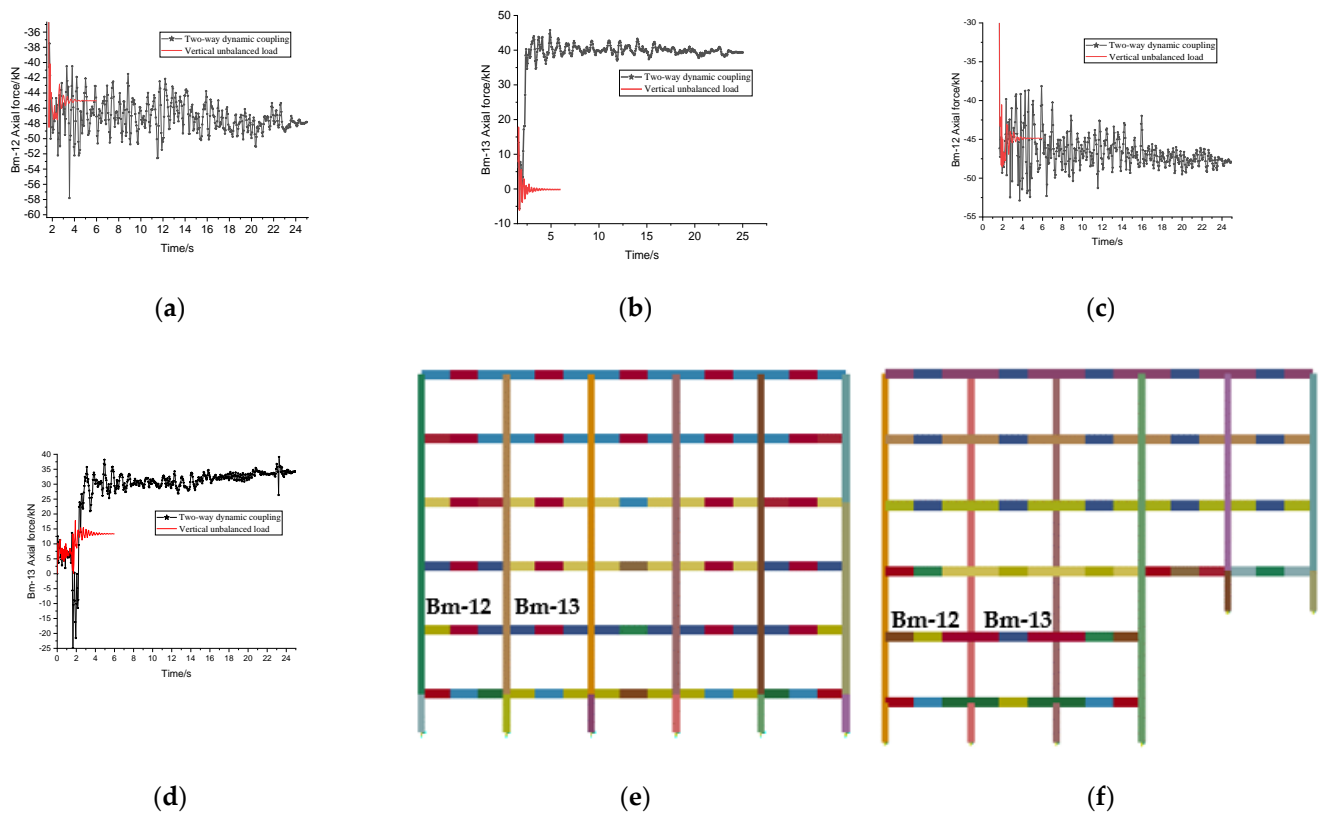 -36
-38
-40
-42
-44
-46
-48
-50
-52
-54
-56
-58
-60
Bm-12 Axial force/kN
Two-way dynamic coupling
Vertical unbalanced load
2 4 6 8 10 12 14 16 18 20 22 24
Time/s
(a)
50
40
30
20
10
0
-10
Bm-13 Axial force/kN
Two-way dynamic coupling
Vertical unbalanced load
5 10 15 20 25
Time/s
(b)
-30
-35
-40
-45
-50
-55
Bm-12 Axial force/kN
Two-way dynamic coupling
Vertical unbalanced load
0 2 4 6 8 10 12 14 16 18 20 22 24
Time/s
(c)
50
45
40
35
30
25
20
15
10
5
0
-5
-10
-15
-20
-25
Bm-13 Axial force/kN
Two-way dynamic coupling
Vertical unbalanced load
0 2 4 6 8 10 12 14 16 18 20 22 24
Time/s
(d)
Bm-12 Bm-13
(e)
Bm-12 Bm-13
(f)